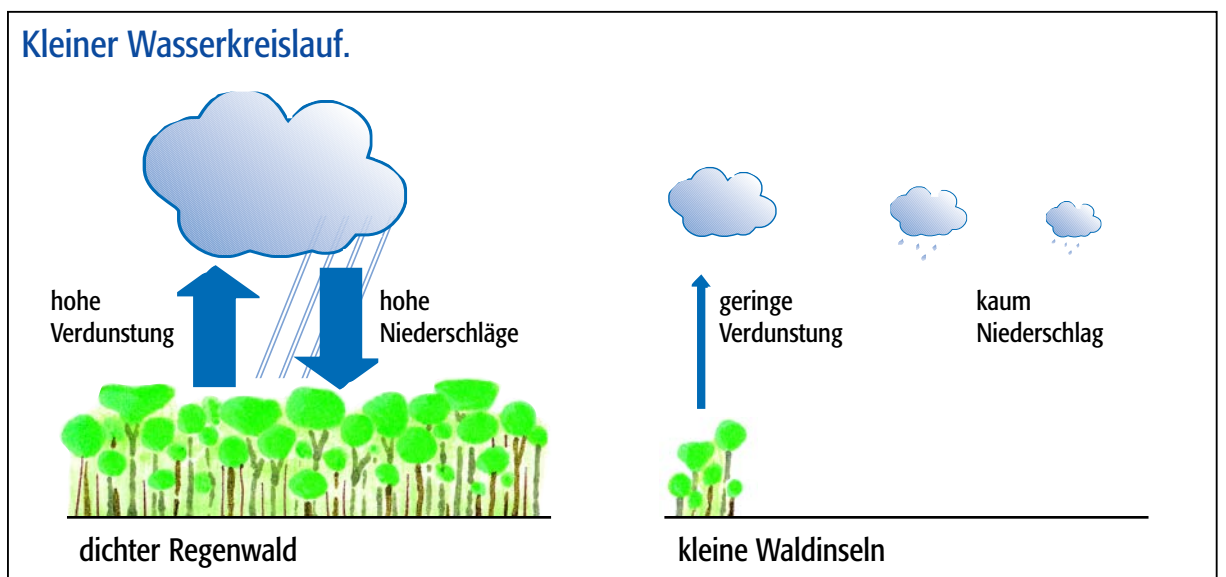 Kleiner Wasserkreislauf.
hohe
Verdunstung
hohe
Niederschläge
dichter Regenwald
geringe
Verdunstung
kaum
Niederschlag
kleine Waldinseln